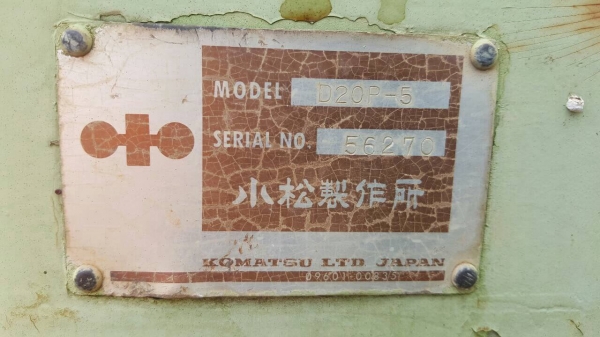 MODEL D20P-5
SERIAL NO. 56270
小松製作所
KOMATSU LTD JAPAN